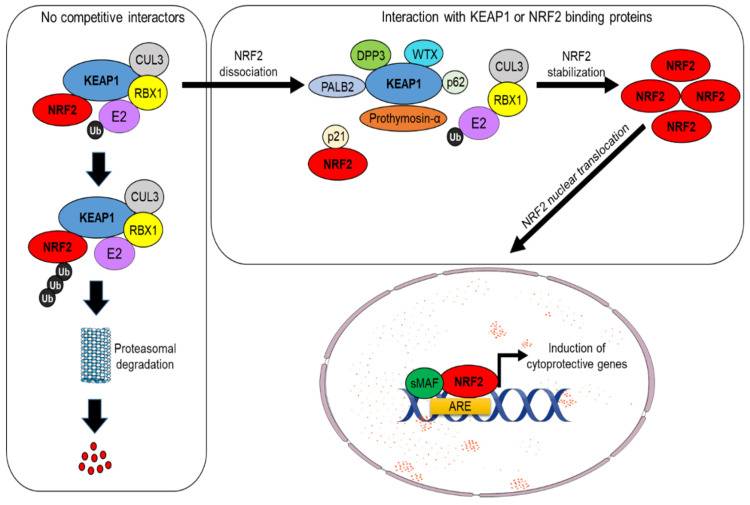 No competitive interactors
CUL3
KEAP1
RBX1
NRF2
E2
Ub
CUL3
KEAP1
RBX1
NRF2
E2
Ub
Ub
Ub
Proteasomal
degradation
NRF2
dissociation
Interaction with KEAP1 or NRF2 binding proteins
DPP3
WTX
PALB2
KEAP1
p62
Prothymosin-α
p21
NRF2
CUL3
RBX1
E2
Ub
NRF2
stabilization
NRF2
NRF2
NRF2
NRF2
NRF2 nuclear translocation
Induction of
cytoprotective genes
sMAF
NRF2
ARE